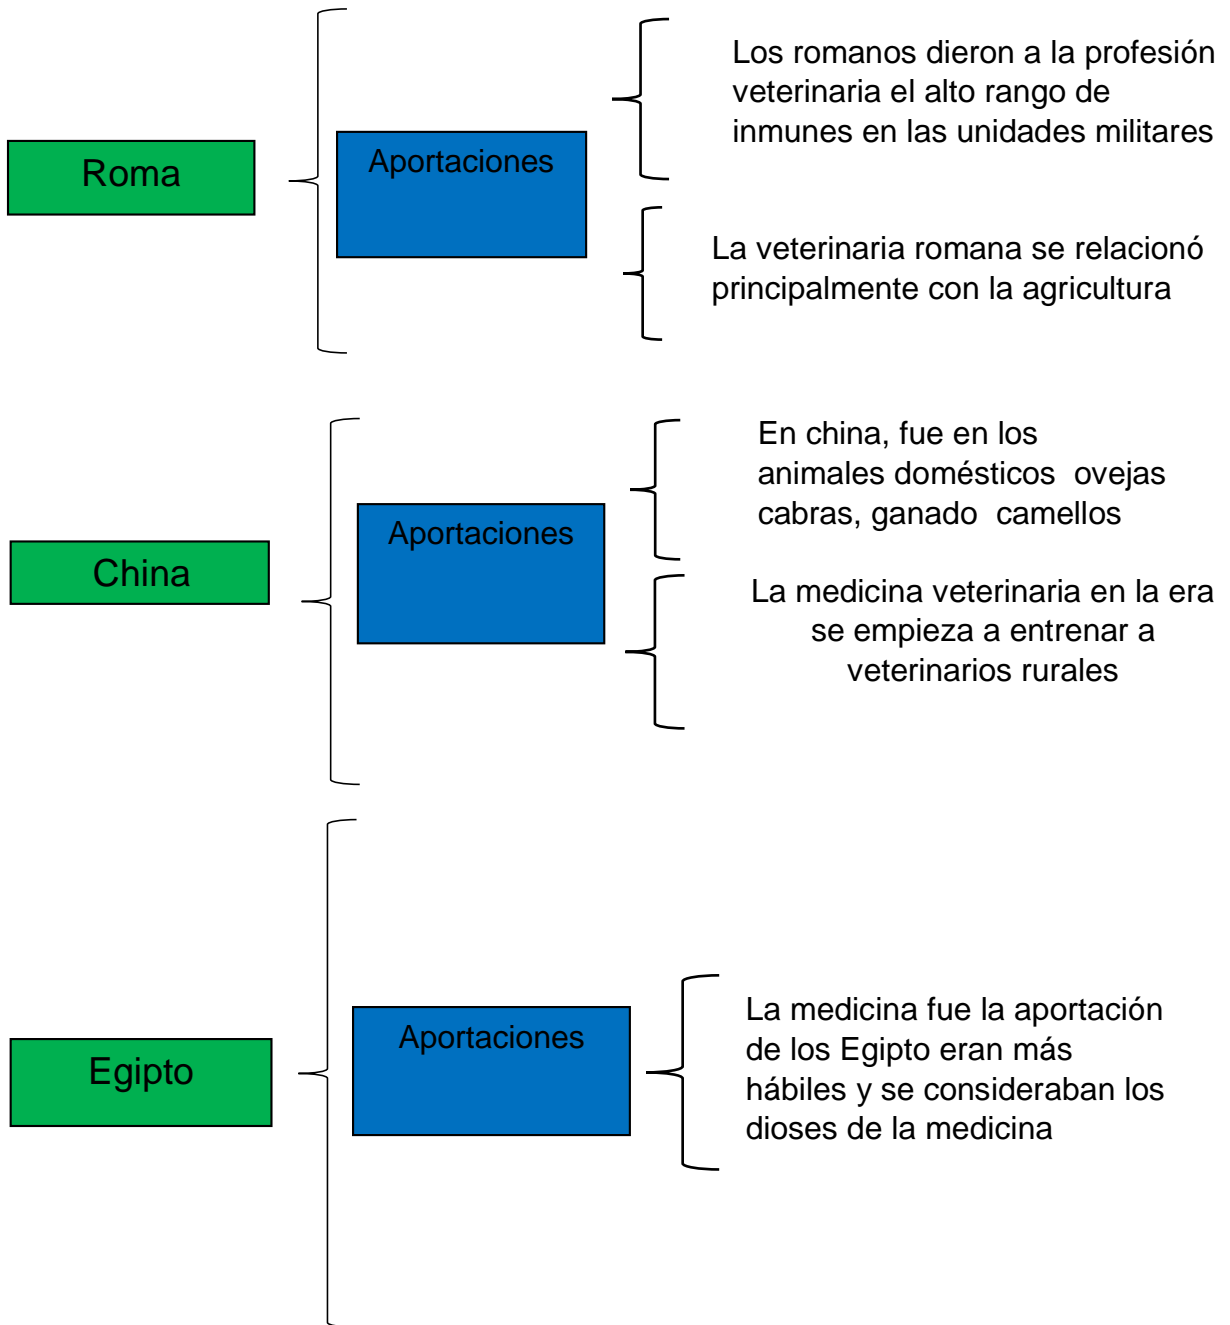 Roma
Aportaciones
Los romanos dieron a la profesión
veterinaria el alto rango de
inmunes en las unidades militares
La veterinaria romana se relacionó
principalmente con la agricultura
China
Aportaciones
En china, fue en los
animales domésticos  ovejas
cabras, ganado  camellos
La medicina veterinaria en la era
se empieza a entrenar a
veterinarios rurales
Egipto
Aportaciones
La medicina fue la aportación
de los Egipto eran más
hábiles y se consideraban los
dioses de la medicina